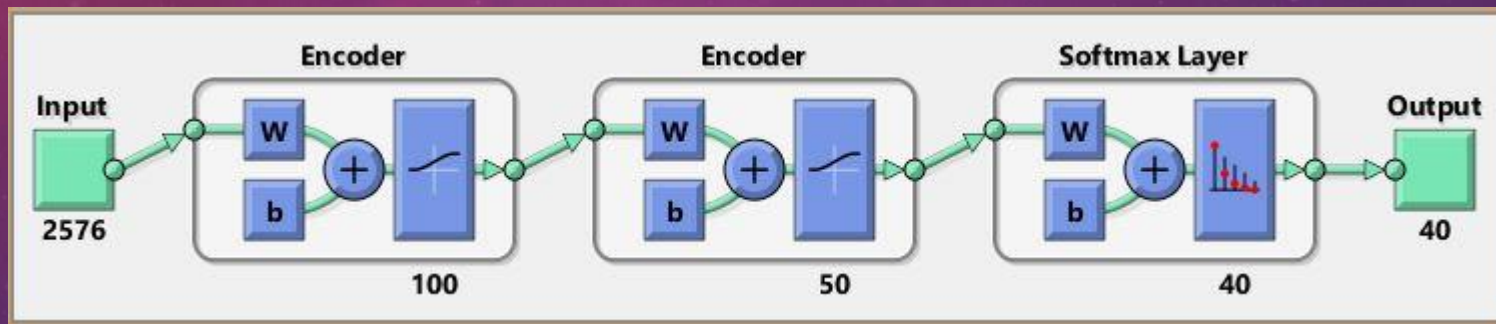 Encoder Encoder Softmax Layer
Input Output
W W W
+ + +
b b b
2576 40
100 50 40